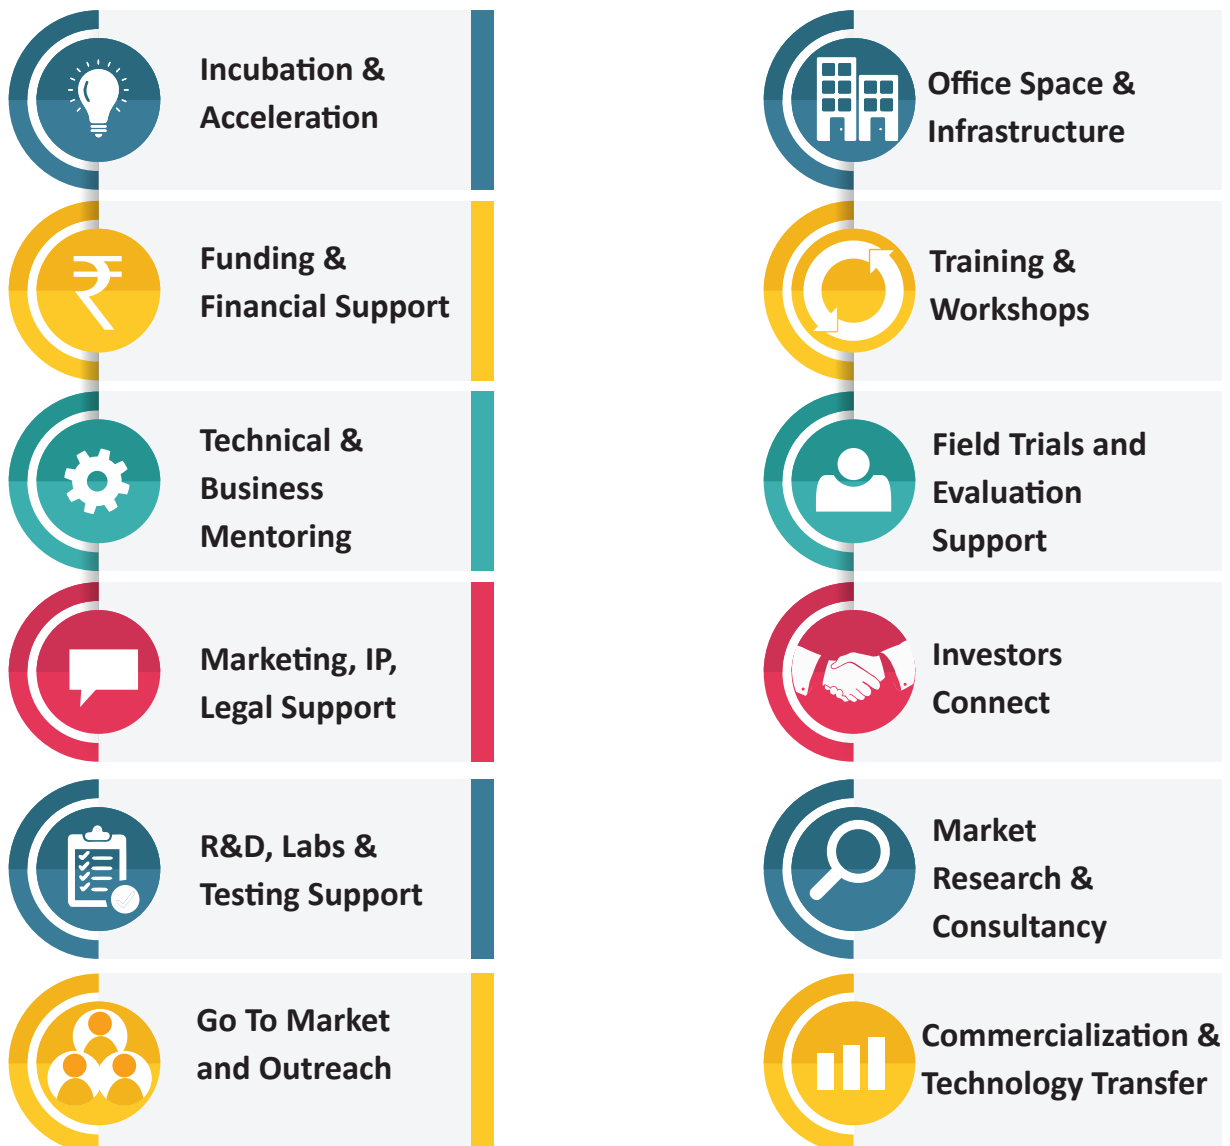 Incubation &
Acceleration
Funding &
Financial Support
Technical &
Business
Mentoring
Marketing, IP,
Legal Support
R&D, Labs &
Testing Support
Go To Market
and Outreach
Office Space &
Infrastructure
Training &
Workshops
Field Trials and
Evaluation
Support
Investors
Connect
Market
Research &
Consultancy
Commercialization &
Technology Transfer